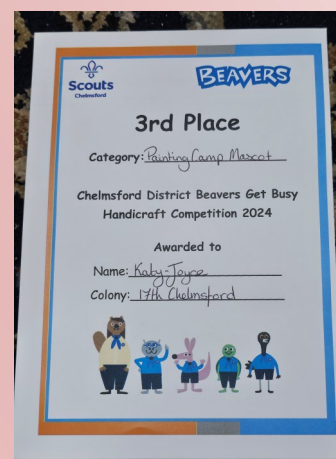 Scouts
Chelmsford
BEAVERS
3rd Place
Category: Painting Camp Mascot
Chelmsford District Beavers Get Busy
Handicraft Competition 2024
Awarded to
Name: Kaby-Joyce
Colony: 17th Chelmsford